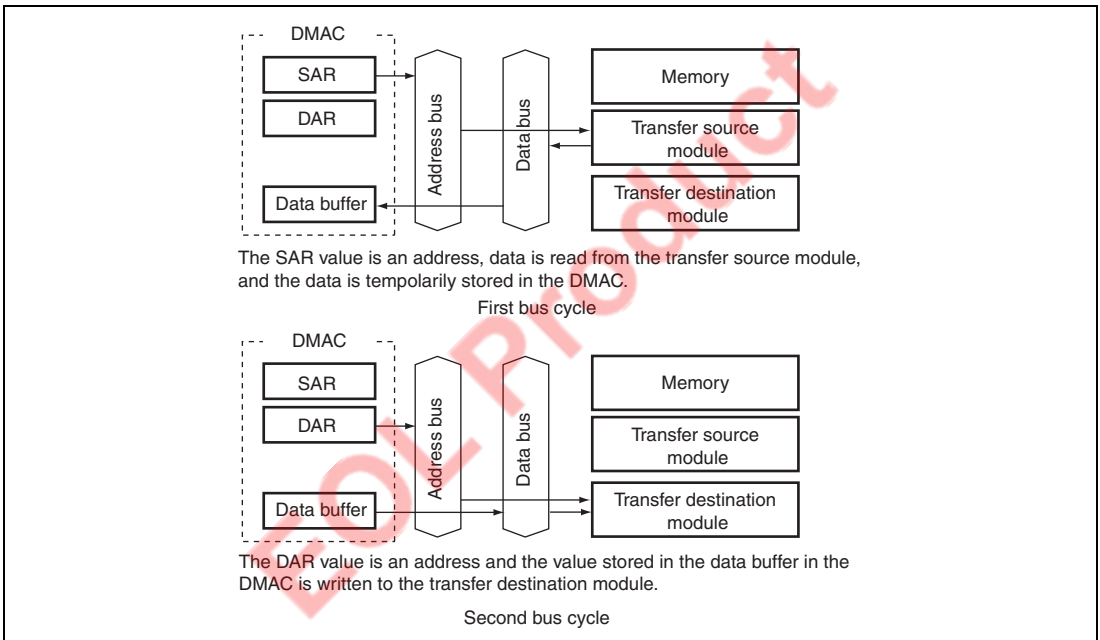 DMAC
SAR
DAR
Data buffer
Address bus
Data bus
Memory
Transfer source
module
Transfer destination
module
The SAR value is an address, data is read from the transfer source module,
and the data is tempolarily stored in the DMAC.
First bus cycle
DMAC
SAR
DAR
Data buffer
Address bus
Data bus
Memory
Transfer source
module
Transfer destination
module
The DAR value is an address and the value stored in the data buffer in the
DMAC is written to the transfer destination module.
Second bus cycle
EOL Product